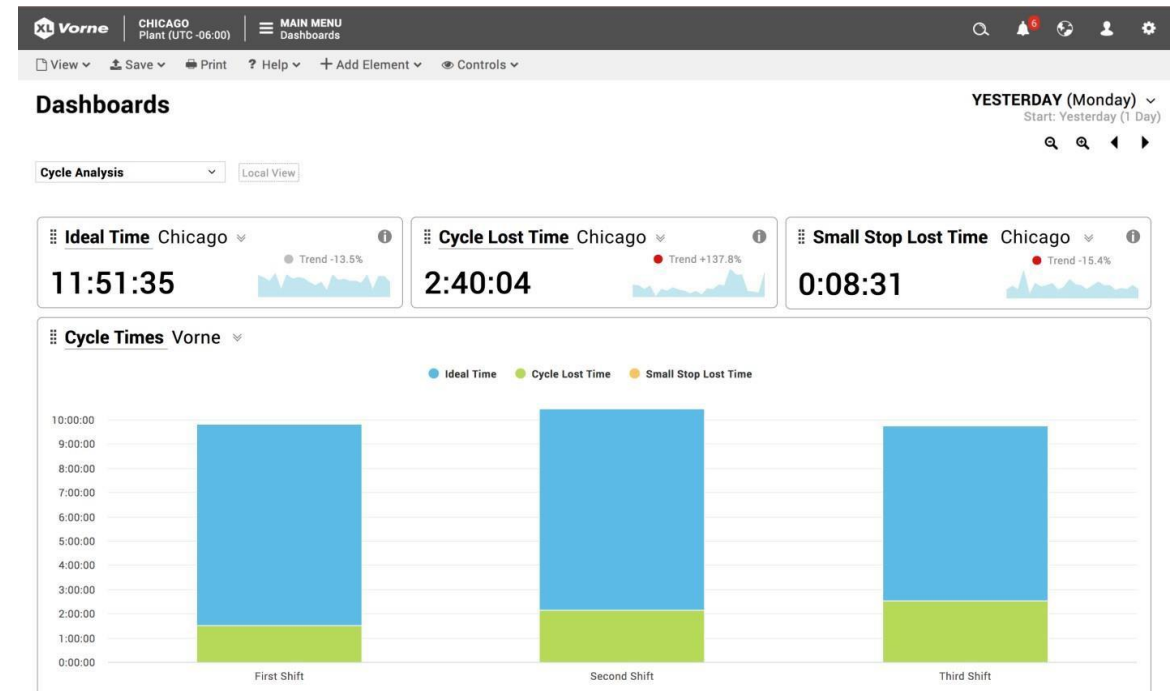 XL Vorne CHICAGO MAIN MENU
Plant (UTC -06:00) Dashboards
6
View Save Print ? Help + Add Element Controls
Dashboards
YESTERDAY (Monday)
Start: Yesterday (1 Day)
Cycle Analysis Local View
Ideal Time Chicago
Trend -13.5%
11:51:35
Cycle Lost Time Chicago
Trend +137.8%
2:40:04
Small Stop Lost Time Chicago
Trend -15.4%
0:08:31
Cycle Times Vorne
Ideal Time Cycle Lost Time Small Stop Lost Time
10:00:00
9:00:00
8:00:00
7:00:00
6:00:00
5:00:00
4:00:00
3:00:00
2:00:00
1:00:00
0:00:00
First Shift Second Shift Third Shift